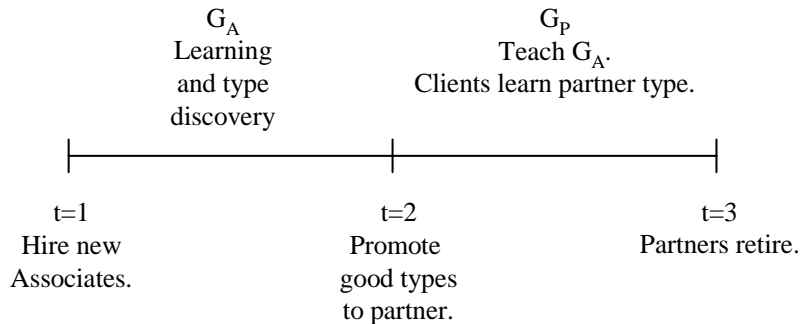 G_A
Learning
and type
discovery
G_P
Teach G_A.
Clients learn partner type.
t=1
Hire new
Associates.
t=2
Promote
good types
to partner.
t=3
Partners retire.